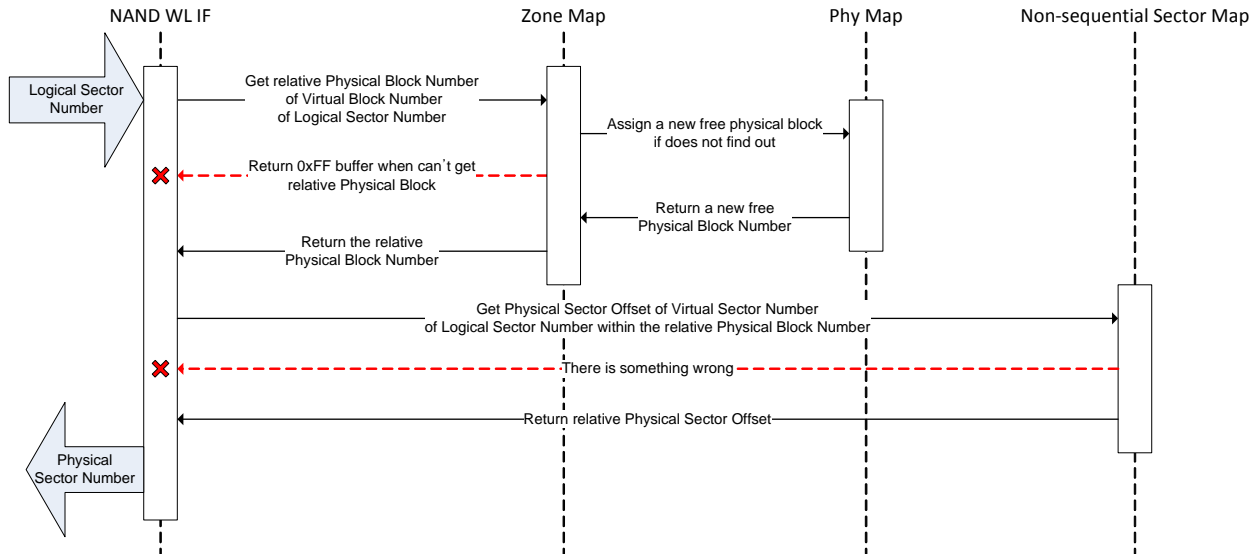 NAND WL IF
Zone Map
Phy Map
Non-sequential Sector Map
Logical Sector
Number
Get relative Physical Block Number
of Virtual Block Number
of Logical Sector Number
Assign a new free physical block
if does not find out
Return 0xFF buffer when can't get
relative Physical Block
Return a new free
Physical Block Number
Return the relative
Physical Block Number
Get Physical Sector Offset of Virtual Sector Number
of Logical Sector Number within the relative Physical Block Number
There is something wrong
Return relative Physical Sector Offset
Physical
Sector Number